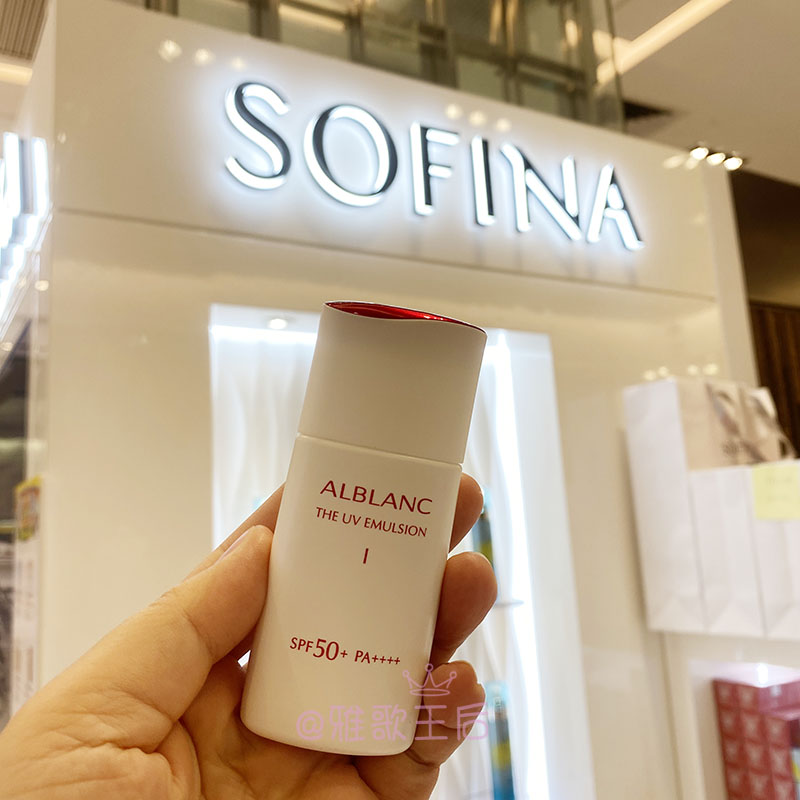 SOFINA
ALBLANC
THE UV EMULSION
I
SPF50+ PA++++
@雅歌王后